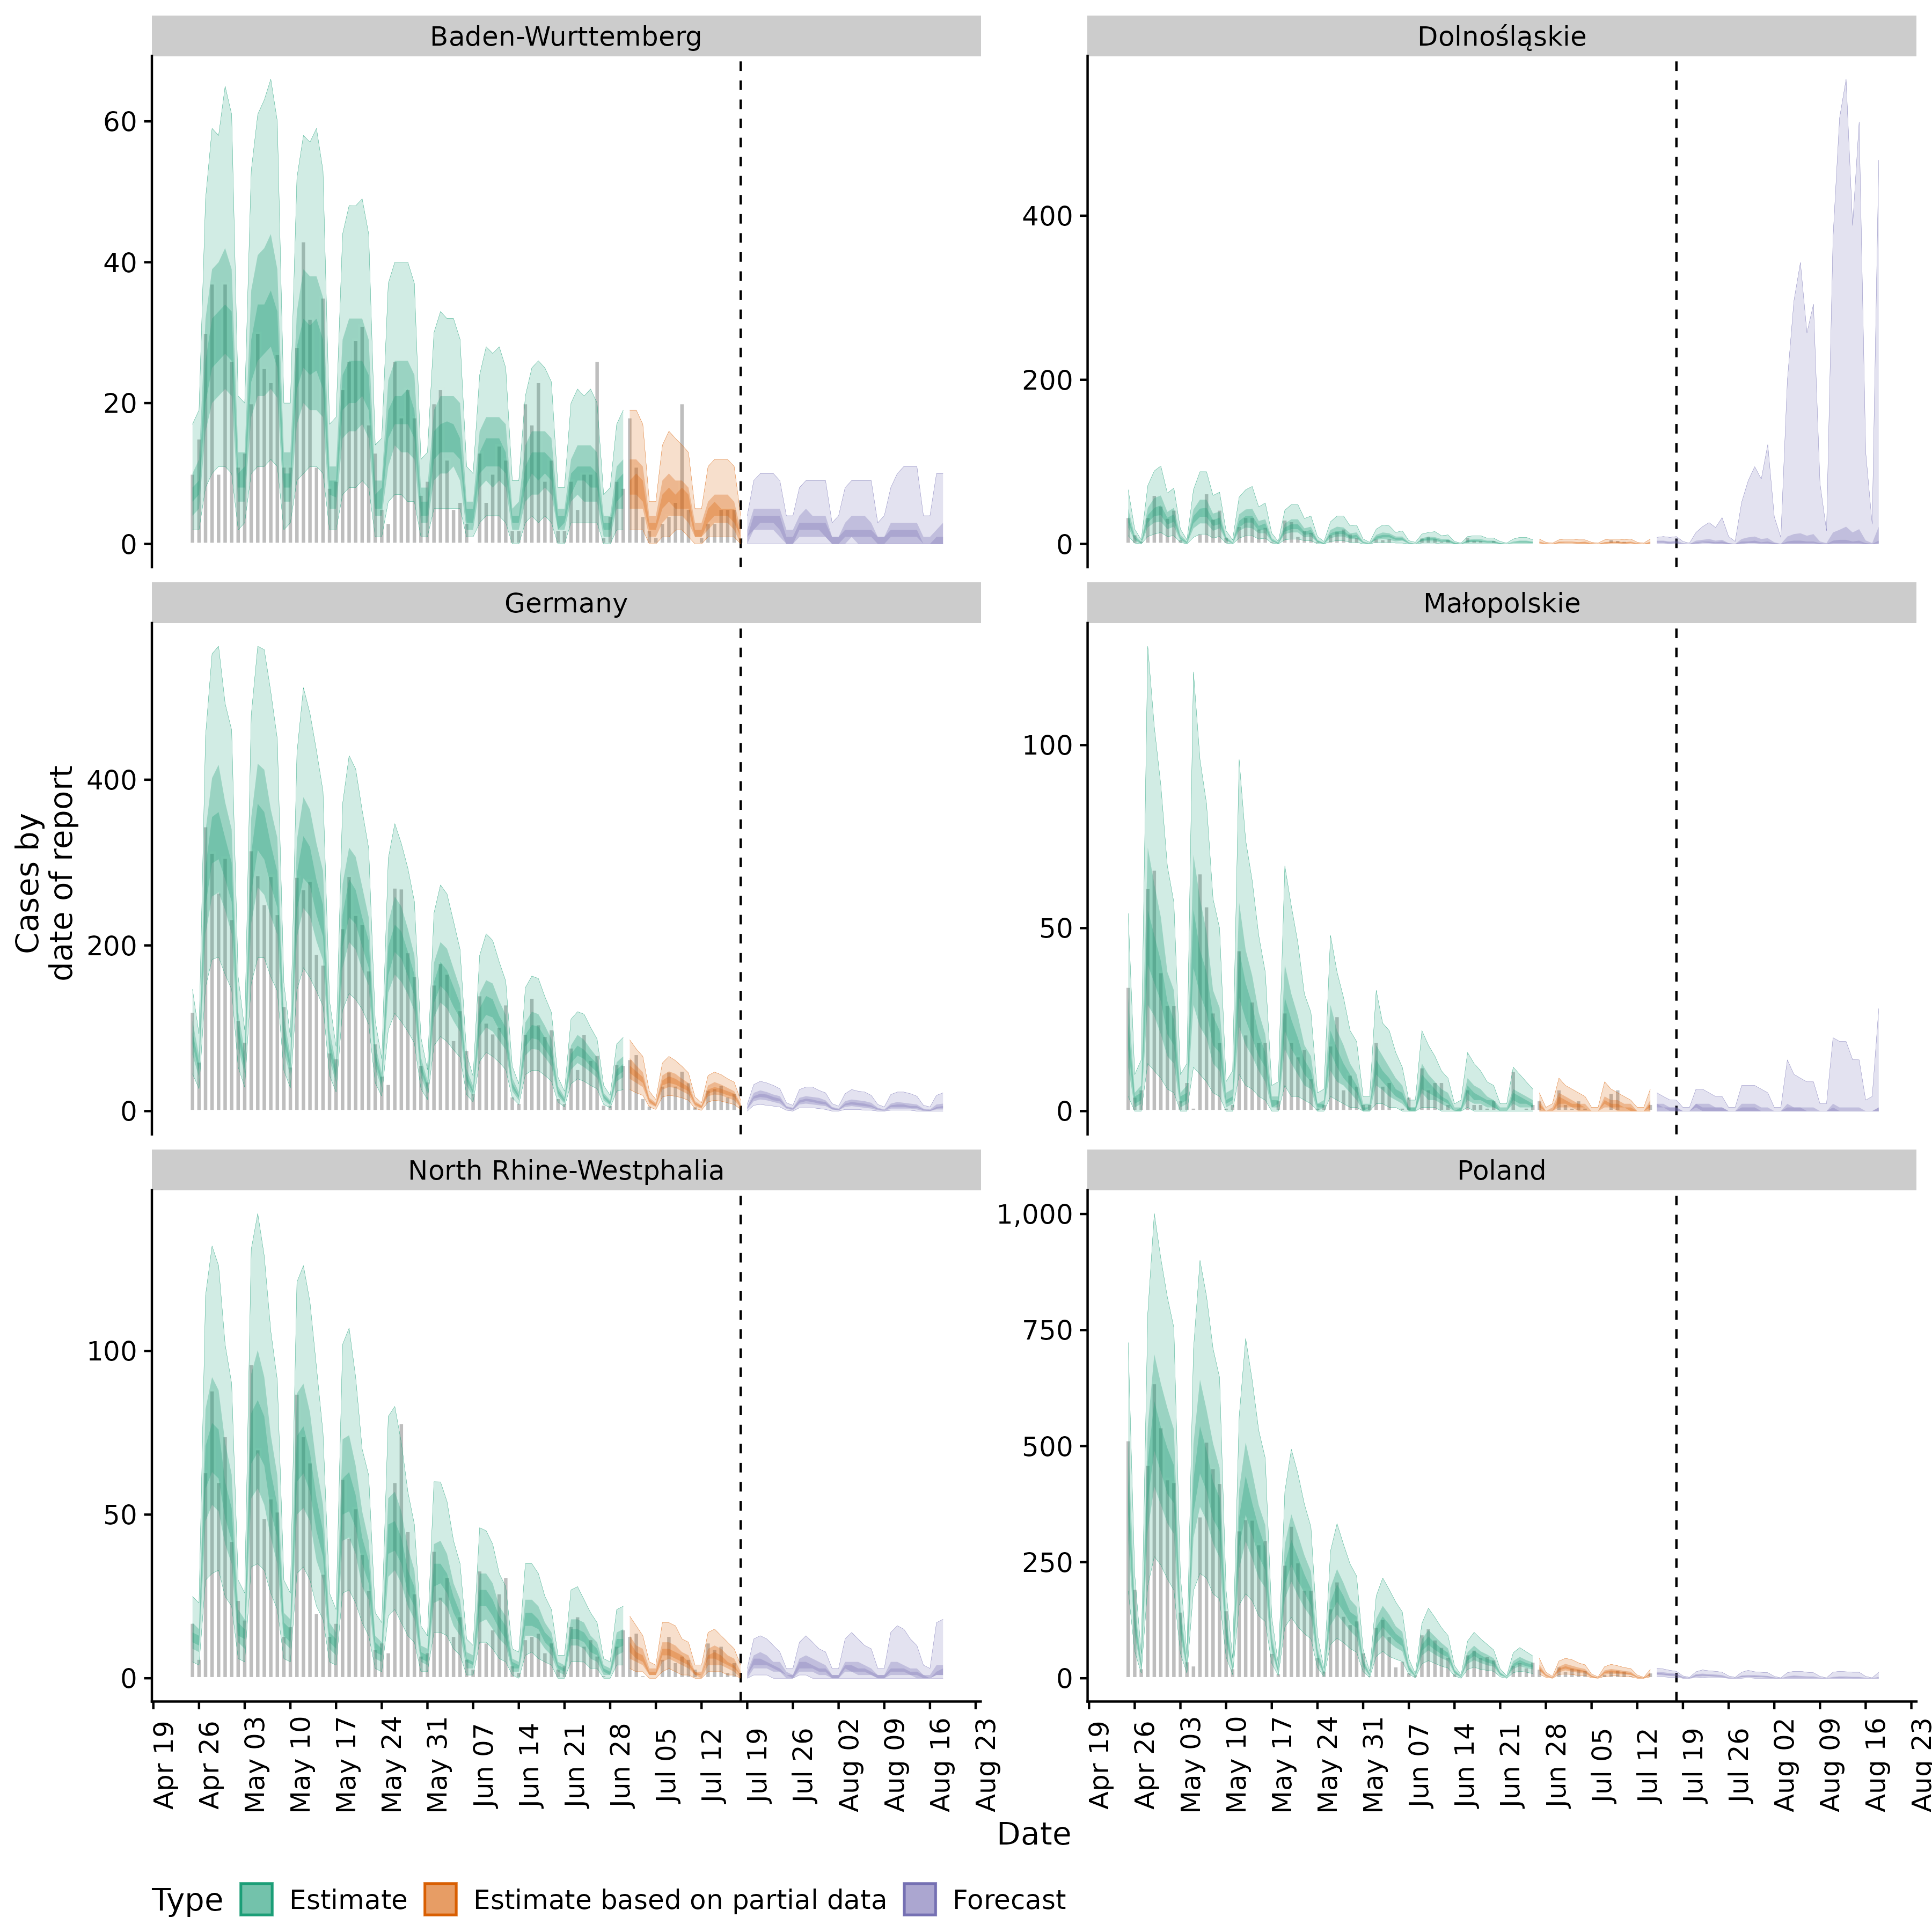 Baden-Wurttemberg
Dolnośląskie
60
40
20
0
400
200
0
Germany
Małopolskie
400
200
0
100
50
0
Cases by
date of report
North Rhine-Westphalia
Poland
100
50
0
1,000
750
500
250
0
Apr 19
Apr 26
May 03
May 10
May 17
May 24
May 31
Jun 07
Jun 14
Jun 21
Jun 28
Jul 05
Jul 12
Jul 19
Jul 26
Aug 02
Aug 09
Aug 16
Aug 23
Apr 19
Apr 26
May 03
May 10
May 17
May 24
May 31
Jun 07
Jun 14
Jun 21
Jun 28
Jul 05
Jul 12
Jul 19
Jul 26
Aug 02
Aug 09
Aug 16
Aug 23
Date
Type Estimate Estimate based on partial data Forecast